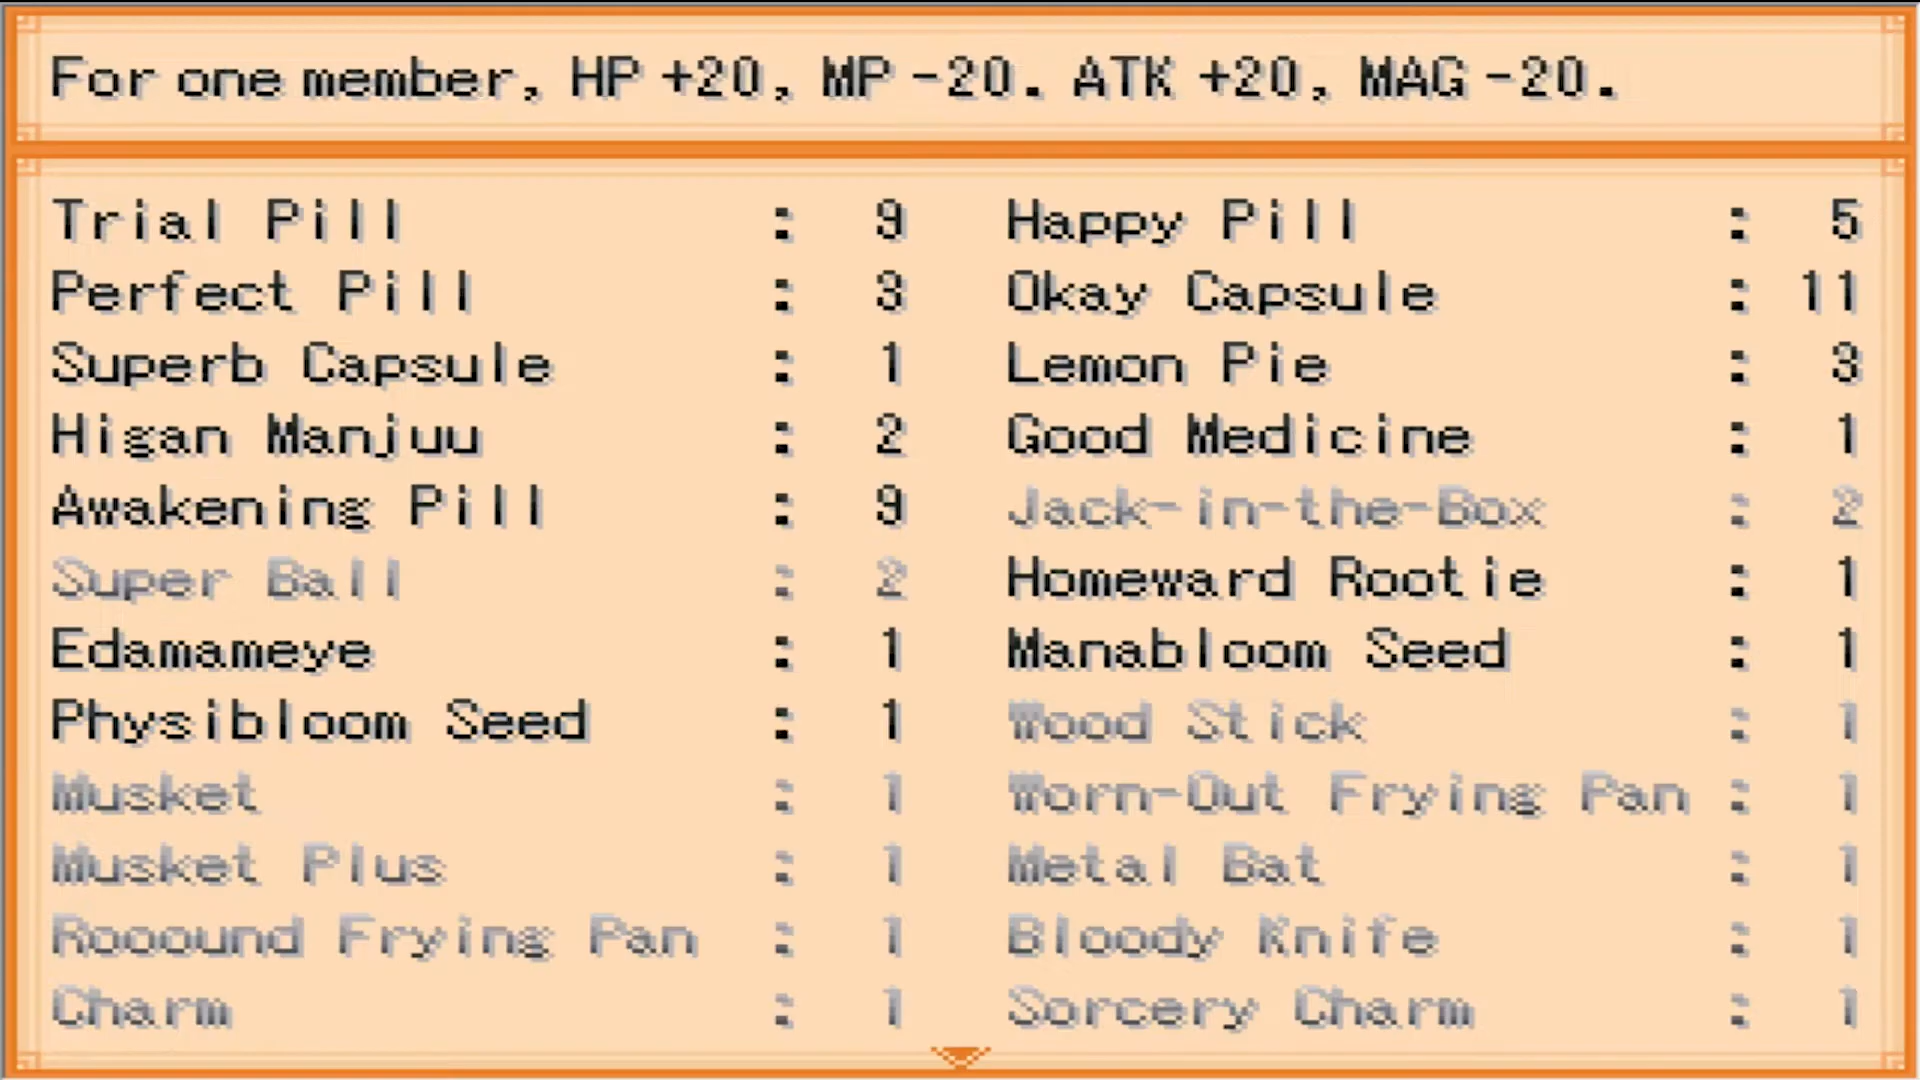 For one member, HP +20, MP -20. ATK +20, MAG -20.
Trial Pill : 9 Happy Pill : 5
Perfect Pill : 3 Okay Capsule : 11
Superb Capsule : 1 Lemon Pie : 3
Higan Manjuu : 2 Good Medicine : 1
Awakening Pill : 9 Jack-in-the-Box : 2
Super Ball : 2 Homeward Rootie : 1
Edamameye : 1 Manabloom Seed : 1
Physibloom Seed : 1 Wood Stick : 1
Musket : 1 Worn-Out Frying Pan : 1
Musket Plus : 1 Metal Bat : 1
Rooound Frying Pan : 1 Bloody Knife : 1
Charm : 1 Sorcery Charm : 1